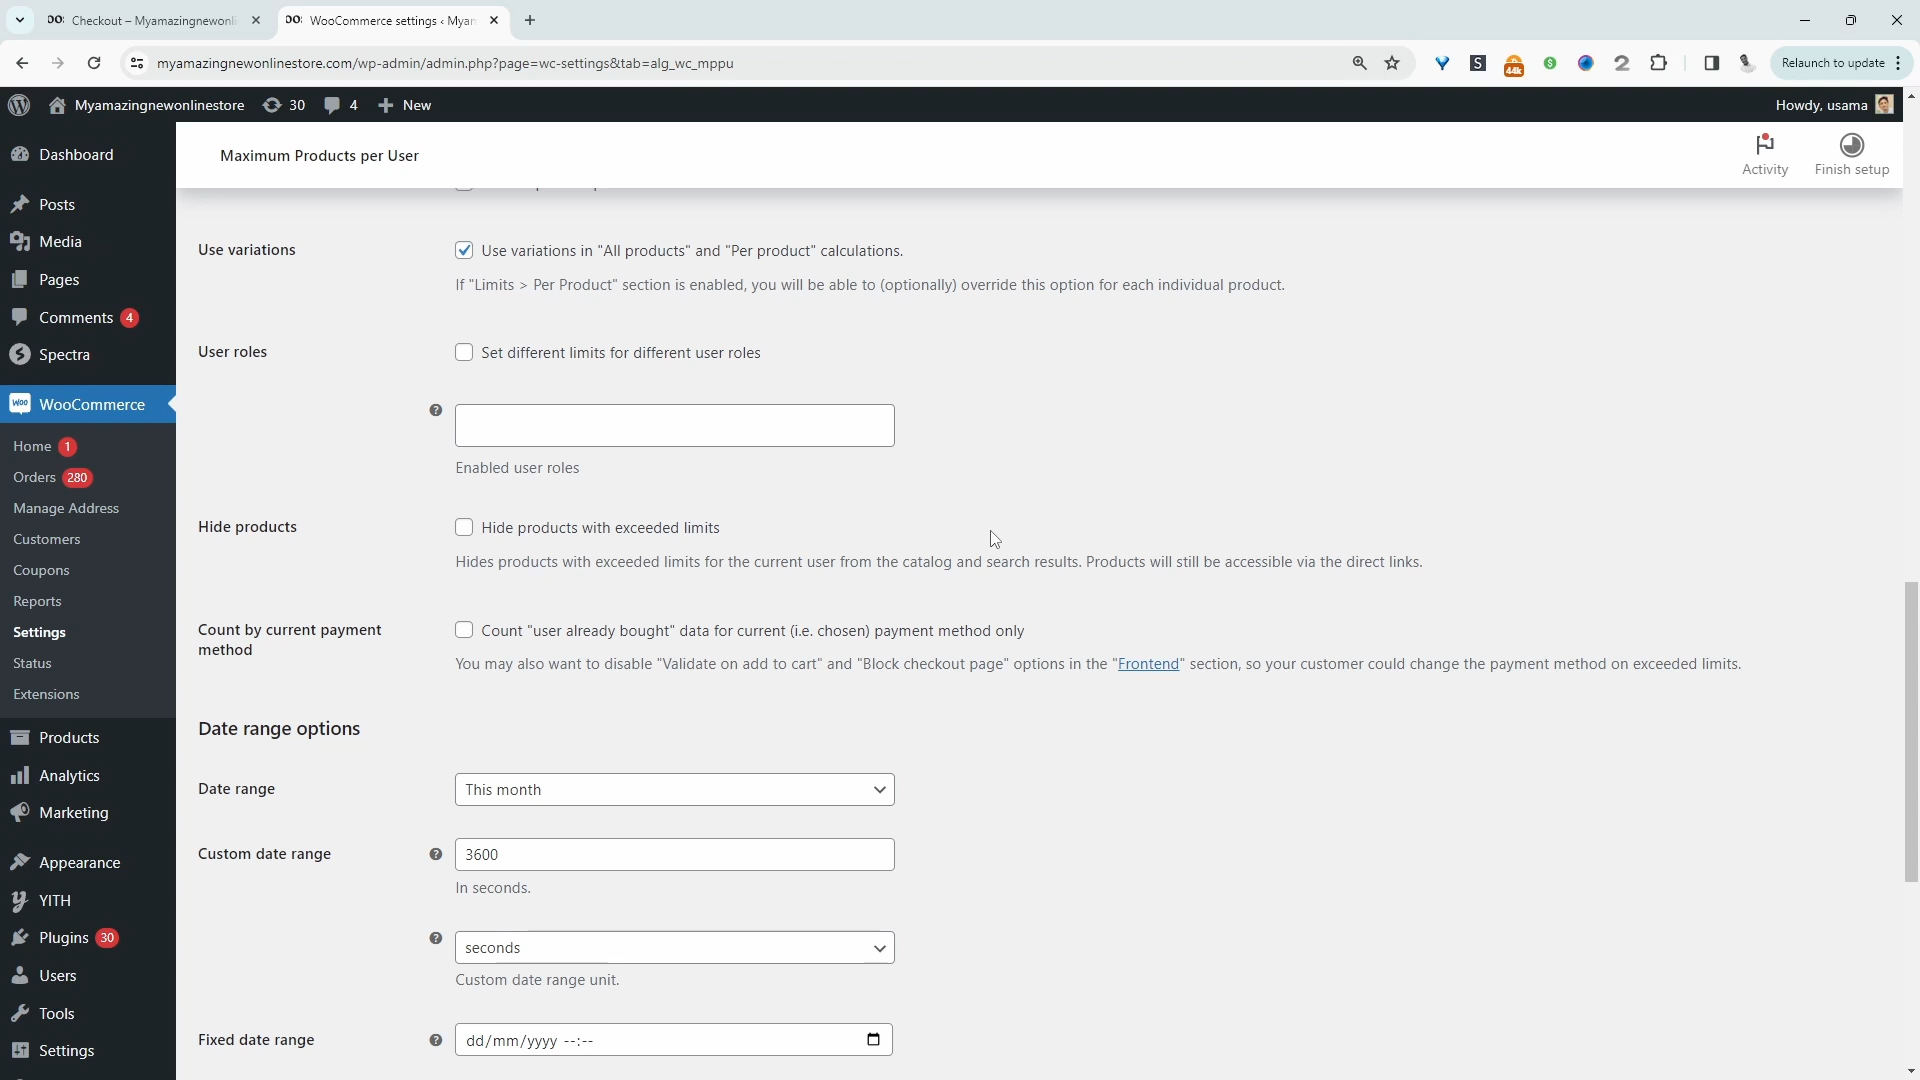 Checkout – Myamazingnewonli
WooCommerce settings ‹ Myan
myamazingnewonlinestore.com/wp-admin/admin.php?page=wc-settings&tab=alg_wc_mppu
S
44k
Relaunch to update
Myamazingnewonlinestore
30
4
New
Howdy, usama
Dashboard
Posts
Media
Pages
Comments 4
Spectra
WooCommerce
Home 1
Orders 280
Manage Address
Customers
Coupons
Reports
Settings
Status
Extensions
Products
Analytics
Marketing
Appearance
YITH
Plugins 30
Users
Tools
Settings
Maximum Products per User
Activity
Finish setup
Use variations
Use variations in "All products" and "Per product" calculations.
If "Limits > Per Product" section is enabled, you will be able to (optionally) override this option for each individual product.
User roles
Set different limits for different user roles
Enabled user roles
Hide products
Hide products with exceeded limits
Hides products with exceeded limits for the current user from the catalog and search results. Products will still be accessible via the direct links.
Count by current payment
method
Count "user already bought" data for current (i.e. chosen) payment method only
You may also want to disable "Validate on add to cart" and "Block checkout page" options in the "Frontend" section, so your customer could change the payment method on exceeded limits.
Date range options
Date range
This month
Custom date range
3600
In seconds.
seconds
Custom date range unit.
Fixed date range
dd/mm/yyyy --:--